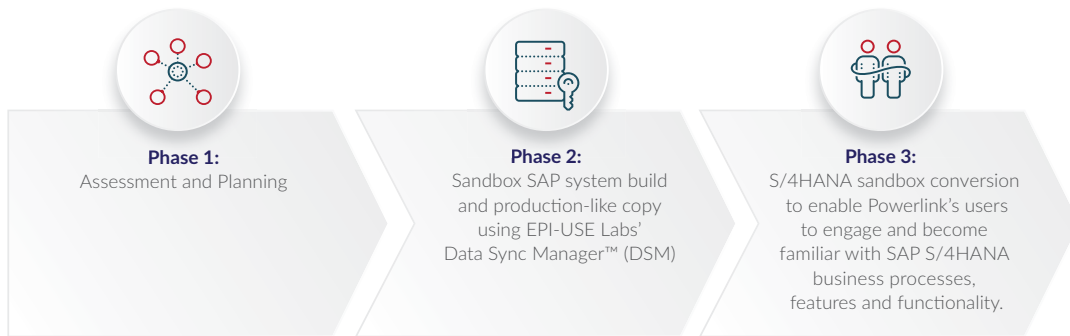 Phase 1:
Assessment and Planning
Phase 2:
Sandbox SAP system build
and production-like copy
using EPI-USE Labs’
Data Sync Manager™ (DSM)
Phase 3:
S/4HANA sandbox conversion
to enable Powerlink’s users
to engage and become
familiar with SAP S/4HANA
business processes,
features and functionality.